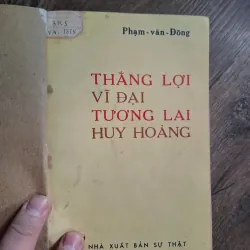 Phạm-văn-Đồng
THẮNG LỢI
VĨ ĐẠI
TƯƠNG LAI
HUY HOÀNG
NHÀ XUẤT BẢN SỰ THẬT